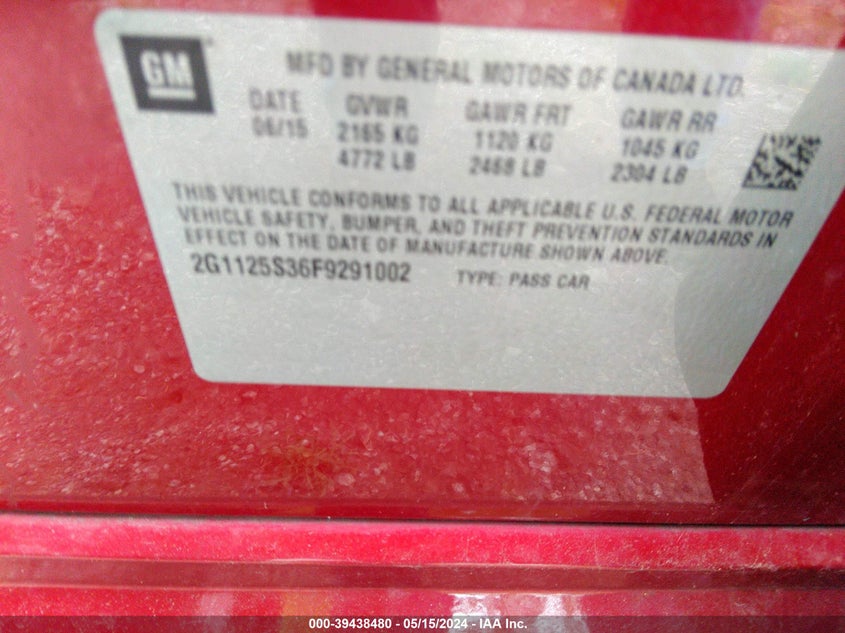 GM
MFD BY GENERAL MOTORS OF CANADA LTD.
DATE GVWR GAWR FRT GAWR RR
06/15 2165 KG 1120 KG 1045 KG
4772 LB 2468 LB 2304 LB
THIS VEHICLE CONFORMS TO ALL APPLICABLE U.S. FEDERAL MOTOR
VEHICLE SAFETY, BUMPER, AND THEFT PREVENTION STANDARDS IN
EFFECT ON THE DATE OF MANUFACTURE SHOWN ABOVE.
2G1125S36F9291002 TYPE: PASS CAR
000-39438480 - 05/15/2024 - IAA Inc.